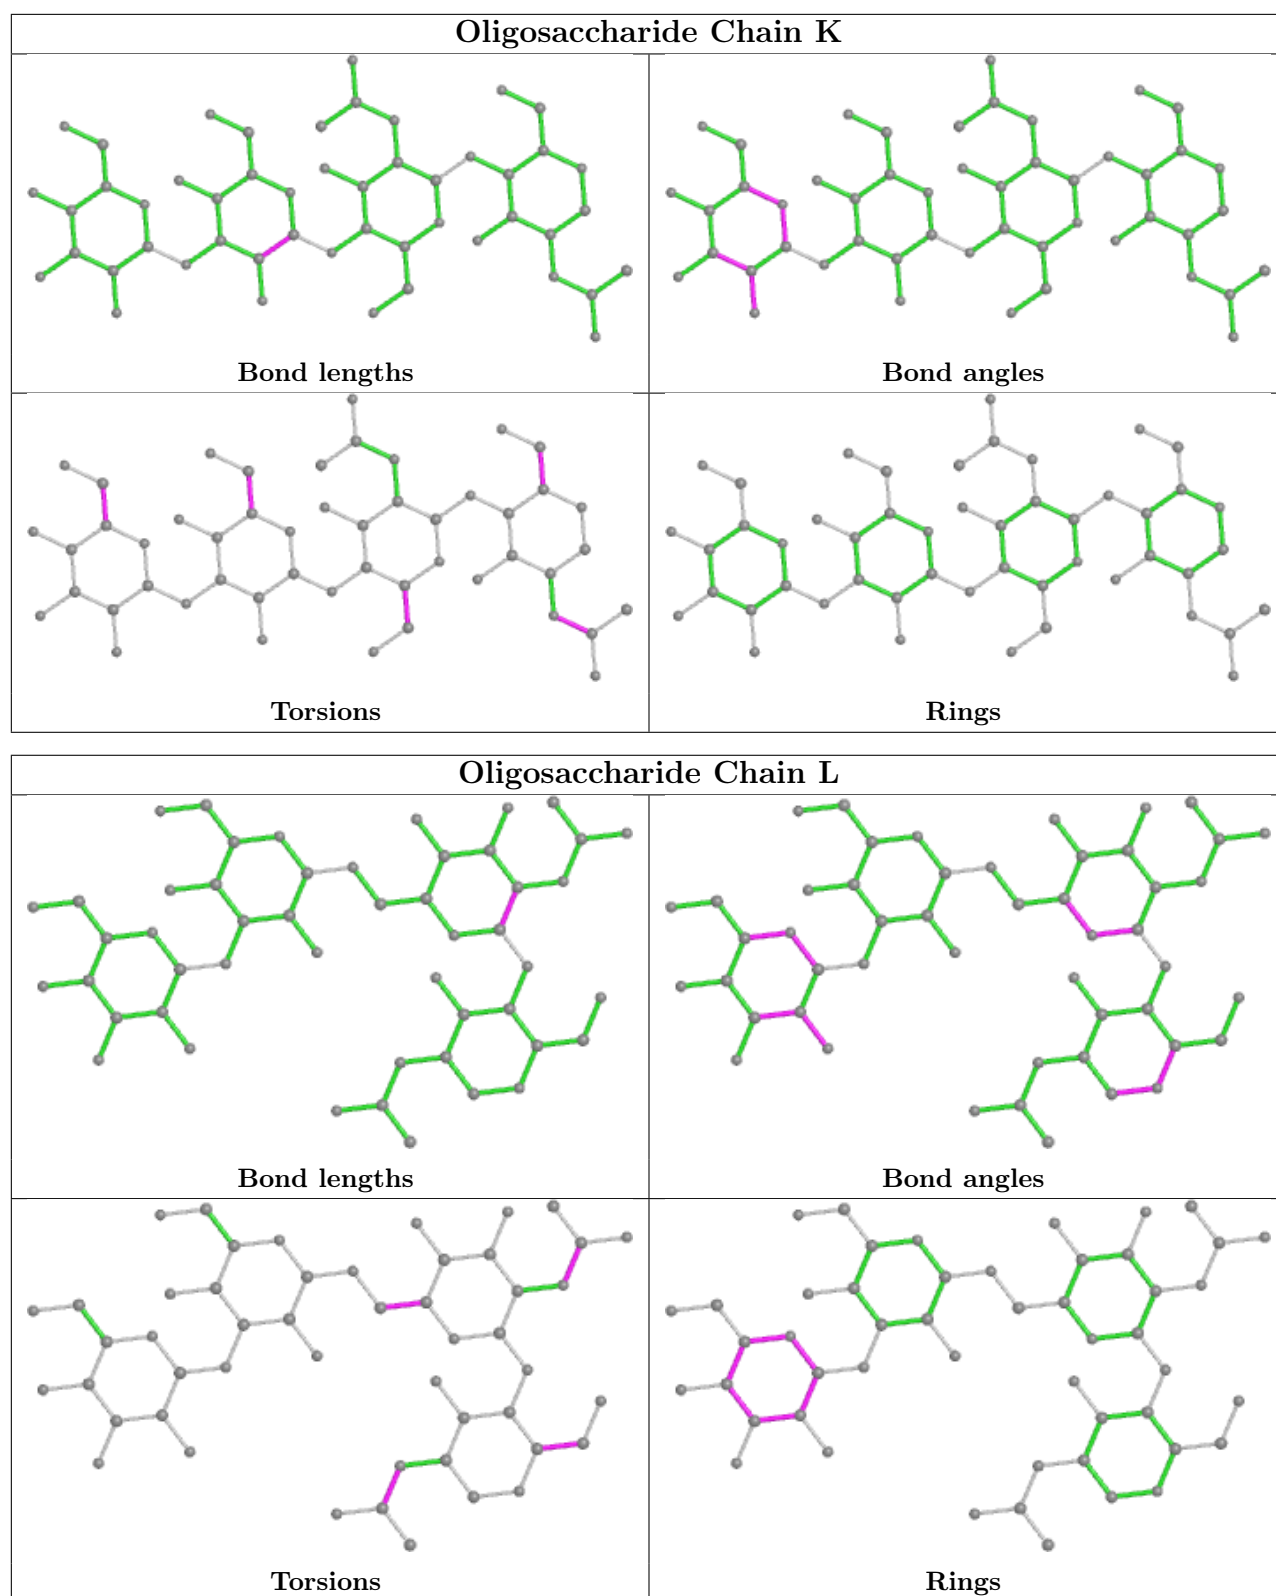 Oligosaccharide Chain K
Bond lengths
Bond angles
Torsions
Rings
Oligosaccharide Chain L
Bond lengths
Bond angles
Torsions
Rings